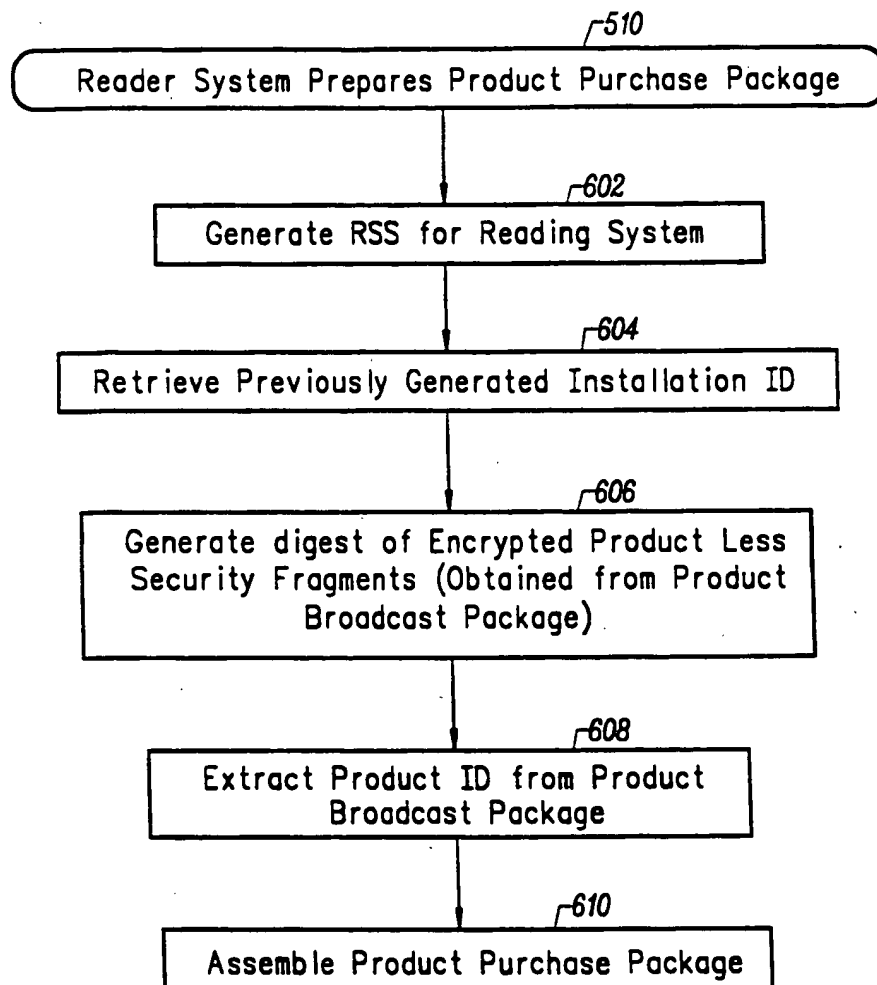 510
Reader System Prepares Product Purchase Package
602
Generate RSS for Reading System
604
Retrieve Previously Generated Installation ID
606
Generate digest of Encrypted Product Less
Security Fragments (Obtained from Product
Broadcast Package)
608
Extract Product ID from Product
Broadcast Package
610
Assemble Product Purchase Package